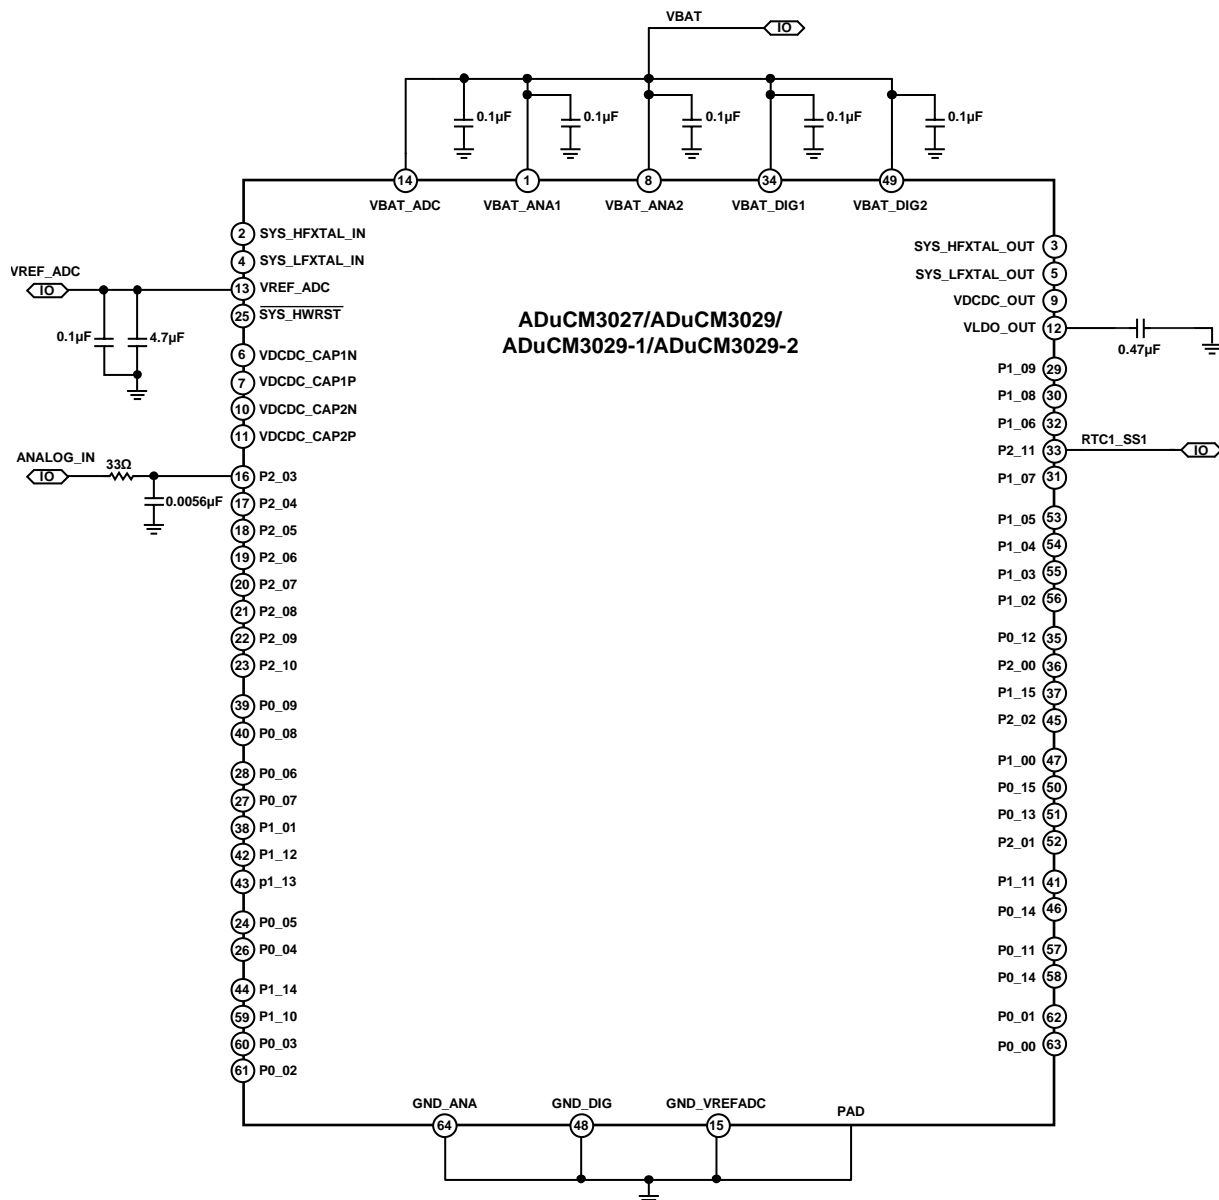 VBAT
IO
0.1µF
0.1µF
0.1µF
0.1µF
0.1µF
14
1
8
34
49
VBAT_ADC
VBAT_ANA1
VBAT_ANA2
VBAT_DIG1
VBAT_DIG2
2 SYS_HFXTAL_IN
4 SYS_LFXTAL_IN
VREF_ADC
IO
13 VREF_ADC
25 SYS_HWRST
0.1µF
4.7µF
6 VDCDC_CAP1N
7 VDCDC_CAP1P
10 VDCDC_CAP2N
11 VDCDC_CAP2P
ANALOG_IN
IO
33Ω
0.0056µF
16 P2_03
17 P2_04
18 P2_05
19 P2_06
20 P2_07
21 P2_08
22 P2_09
23 P2_10
39 P0_09
40 P0_08
28 P0_06
27 P0_07
38 P1_01
42 P1_12
43 p1_13
24 P0_05
26 P0_04
44 P1_14
59 P1_10
60 P0_03
61 P0_02
ADuCM3027/ADuCM3029/
ADuCM3029-1/ADuCM3029-2
SYS_HFXTAL_OUT 3
SYS_LFXTAL_OUT 5
VDCDC_OUT 9
VLDO_OUT 12
0.47µF
P1_09 29
P1_08 30
P1_06 32
P2_11 33
RTC1_SS1
IO
P1_07 31
P1_05 53
P1_04 54
P1_03 55
P1_02 56
P0_12 35
P2_00 36
P1_15 37
P2_02 45
P1_00 47
P0_15 50
P0_13 51
P2_01 52
P1_11 41
P0_14 46
P0_11 57
P0_14 58
P0_01 62
P0_00 63
GND_ANA
GND_DIG
GND_VREFADC
PAD
64
48
15